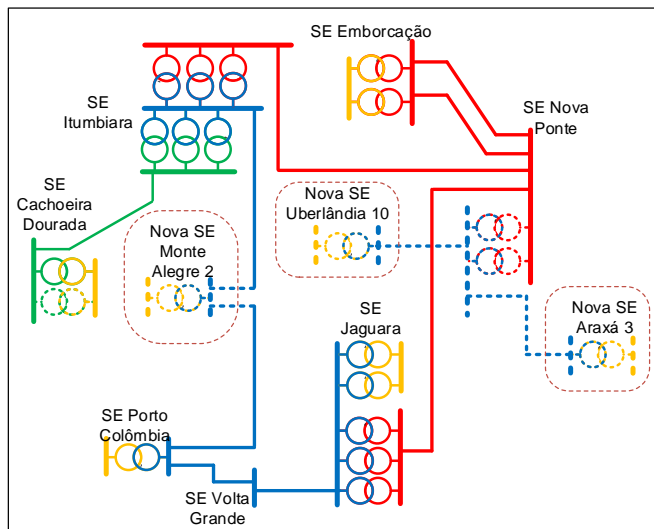 SE Emborcação
SE
Itumbiara
SE Nova
Ponte
SE
Cachoeira
Dourada
Nova SE
Monte
Alegre 2
Nova SE
Uberlândia 10
SE
Jaguara
Nova SE
Araxá 3
SE Porto
Colômbia
SE Volta
Grande